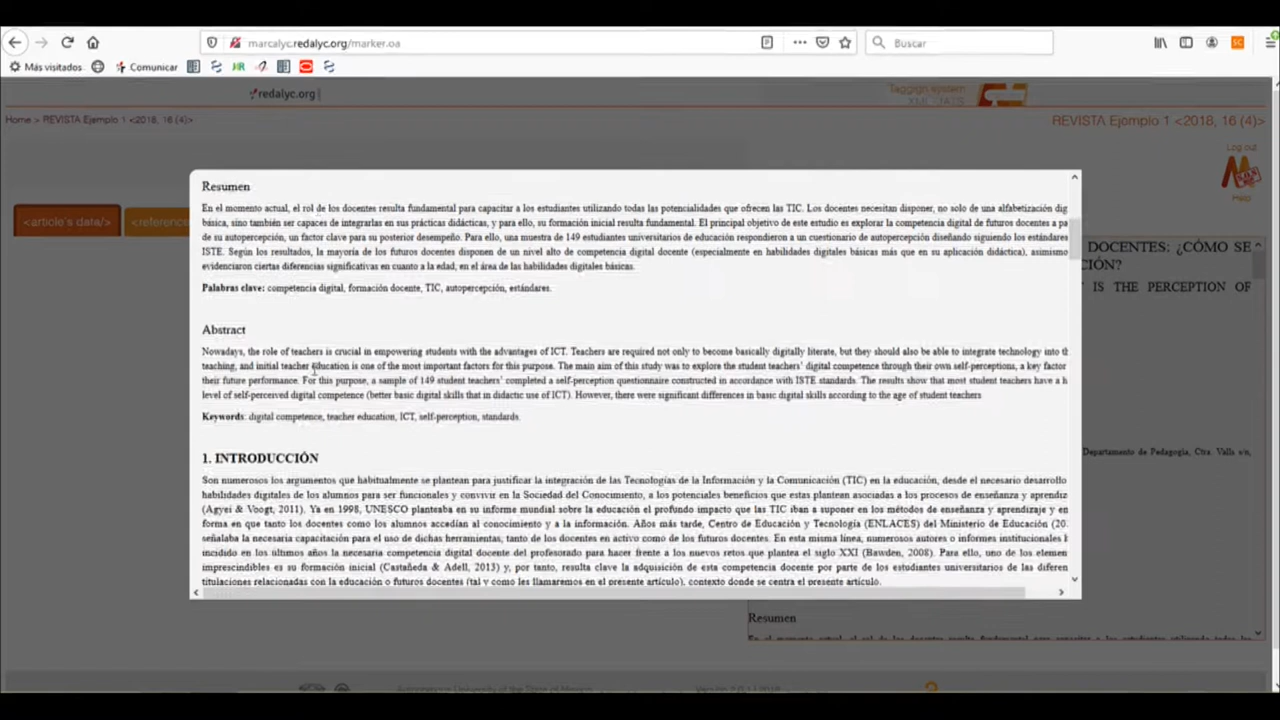 marcalyc.redalyc.org/marker.oa
Buscar
Más visitados
Comunicar
redalyc.org
Taggign system
XML JATS
Home > REVISTA Ejemplo 1 <2018, 16 (4)>
REVISTA Ejemplo 1 <2018, 16 (4)>
Log out
Help
<article's data/>
<reference
Resumen
En el momento actual, el rol de los docentes resulta fundamental para capacitar a los estudiantes utilizando todas las potencialidades que ofrecen las TIC. Los docentes necesitan disponer, no solo de una alfabetización dig
básica, sino también ser capaces de integrarlas en sus prácticas didácticas, y para ello, su formación inicial resulta fundamental. El principal objetivo de este estudio es explorar la competencia digital de futuros docentes a pa
de su autopercepción, un factor clave para su posterior desempeño. Para ello, una muestra de 149 estudiantes universitarios de educación respondieron a un cuestionario de autopercepción diseñando siguiendo los estándares
ISTE. Según los resultados, la mayoría de los futuros docentes disponen de un nivel alto de competencia digital docente (especialmente en habilidades digitales básicas más que en su aplicación didáctica), asimismo
evidenciaron ciertas diferencias significativas en cuanto a la edad, en el área de las habilidades digitales básicas.
Palabras clave: competencia digital, formación docente, TIC, autopercepción, estándares.
Abstract
Nowadays, the role of teachers is crucial in empowering students with the advantages of ICT. Teachers are required not only to become basically digitally literate, but they should also be able to integrate technology into th
teaching, and initial teacher education is one of the most important factors for this purpose. The main aim of this study was to explore the student teachers' digital competence through their own self-perceptions, a key factor
their future performance. For this purpose, a sample of 149 student teachers' completed a self-perception questionnaire constructed in accordance with ISTE standards. The results show that most student teachers have a h
level of self-perceived digital competence (better basic digital skills that in didactic use of ICT). However, there were significant differences in basic digital skills according to the age of student teachers
Keywords: digital competence, teacher education, ICT, self-perception, standards.
1. INTRODUCCIÓN
Son numerosos los argumentos que habitualmente se plantean para justificar la integración de las Tecnologías de la Información y la Comunicación (TIC) en la educación, desde el necesario desarrollo
habilidades digitales de los alumnos para ser funcionales y convivir en la Sociedad del Conocimiento, a los potenciales beneficios que estas plantean asociadas a los procesos de enseñanza y aprendiz
(Agyei & Voogt, 2011). Ya en 1998, UNESCO planteaba en su informe mundial sobre la educación el profundo impacto que las TIC iban a suponer en los métodos de enseñanza y aprendizaje y en
forma en que tanto los docentes como los alumnos accedían al conocimiento y a la información. Años más tarde, Centro de Educación y Tecnología (ENLACES) del Ministerio de Educación (20
señalaba la necesaria capacitación para el uso de dichas herramientas, tanto de los docentes en activo como de los futuros docentes. En esta misma línea, numerosos autores o informes institucionales h
incidido en los últimos años la necesaria competencia digital docente del profesorado para hacer frente a los nuevos retos que plantea el siglo XXI (Bawden, 2008). Para ello, uno de los elemen
imprescindibles es su formación inicial (Castañeda & Adell, 2013) y, por tanto, resulta clave la adquisición de esta competencia docente por parte de los estudiantes universitarios de las diferen
titulaciones relacionadas con la educación o futuros docentes (tal y como les llamaremos en el presente artículo), contexto donde se centra el presente artículo.
DOCENTES: ¿CÓMO SE
CIÓN?
T IS THE PERCEPTION OF
Departamento de Pedagogía, Ctra. Valls s/n,
Resumen
En el momento actual, el rol de los docentes resulta fundamental para capacitar a los estudiantes utilizando todas las